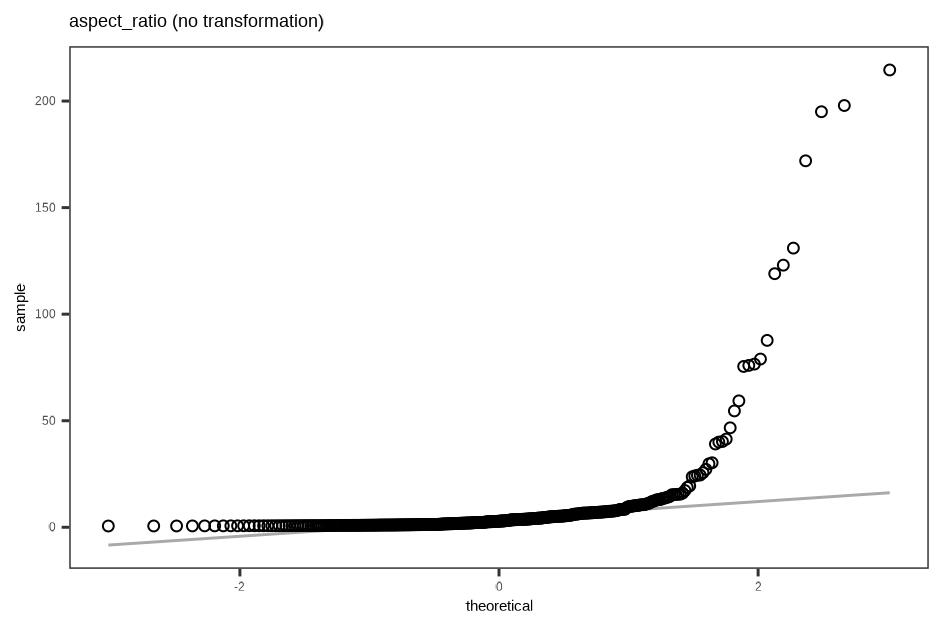 aspect_ratio (no transformation)
200
150
100
50
0
sample
-2
0
2
theoretical